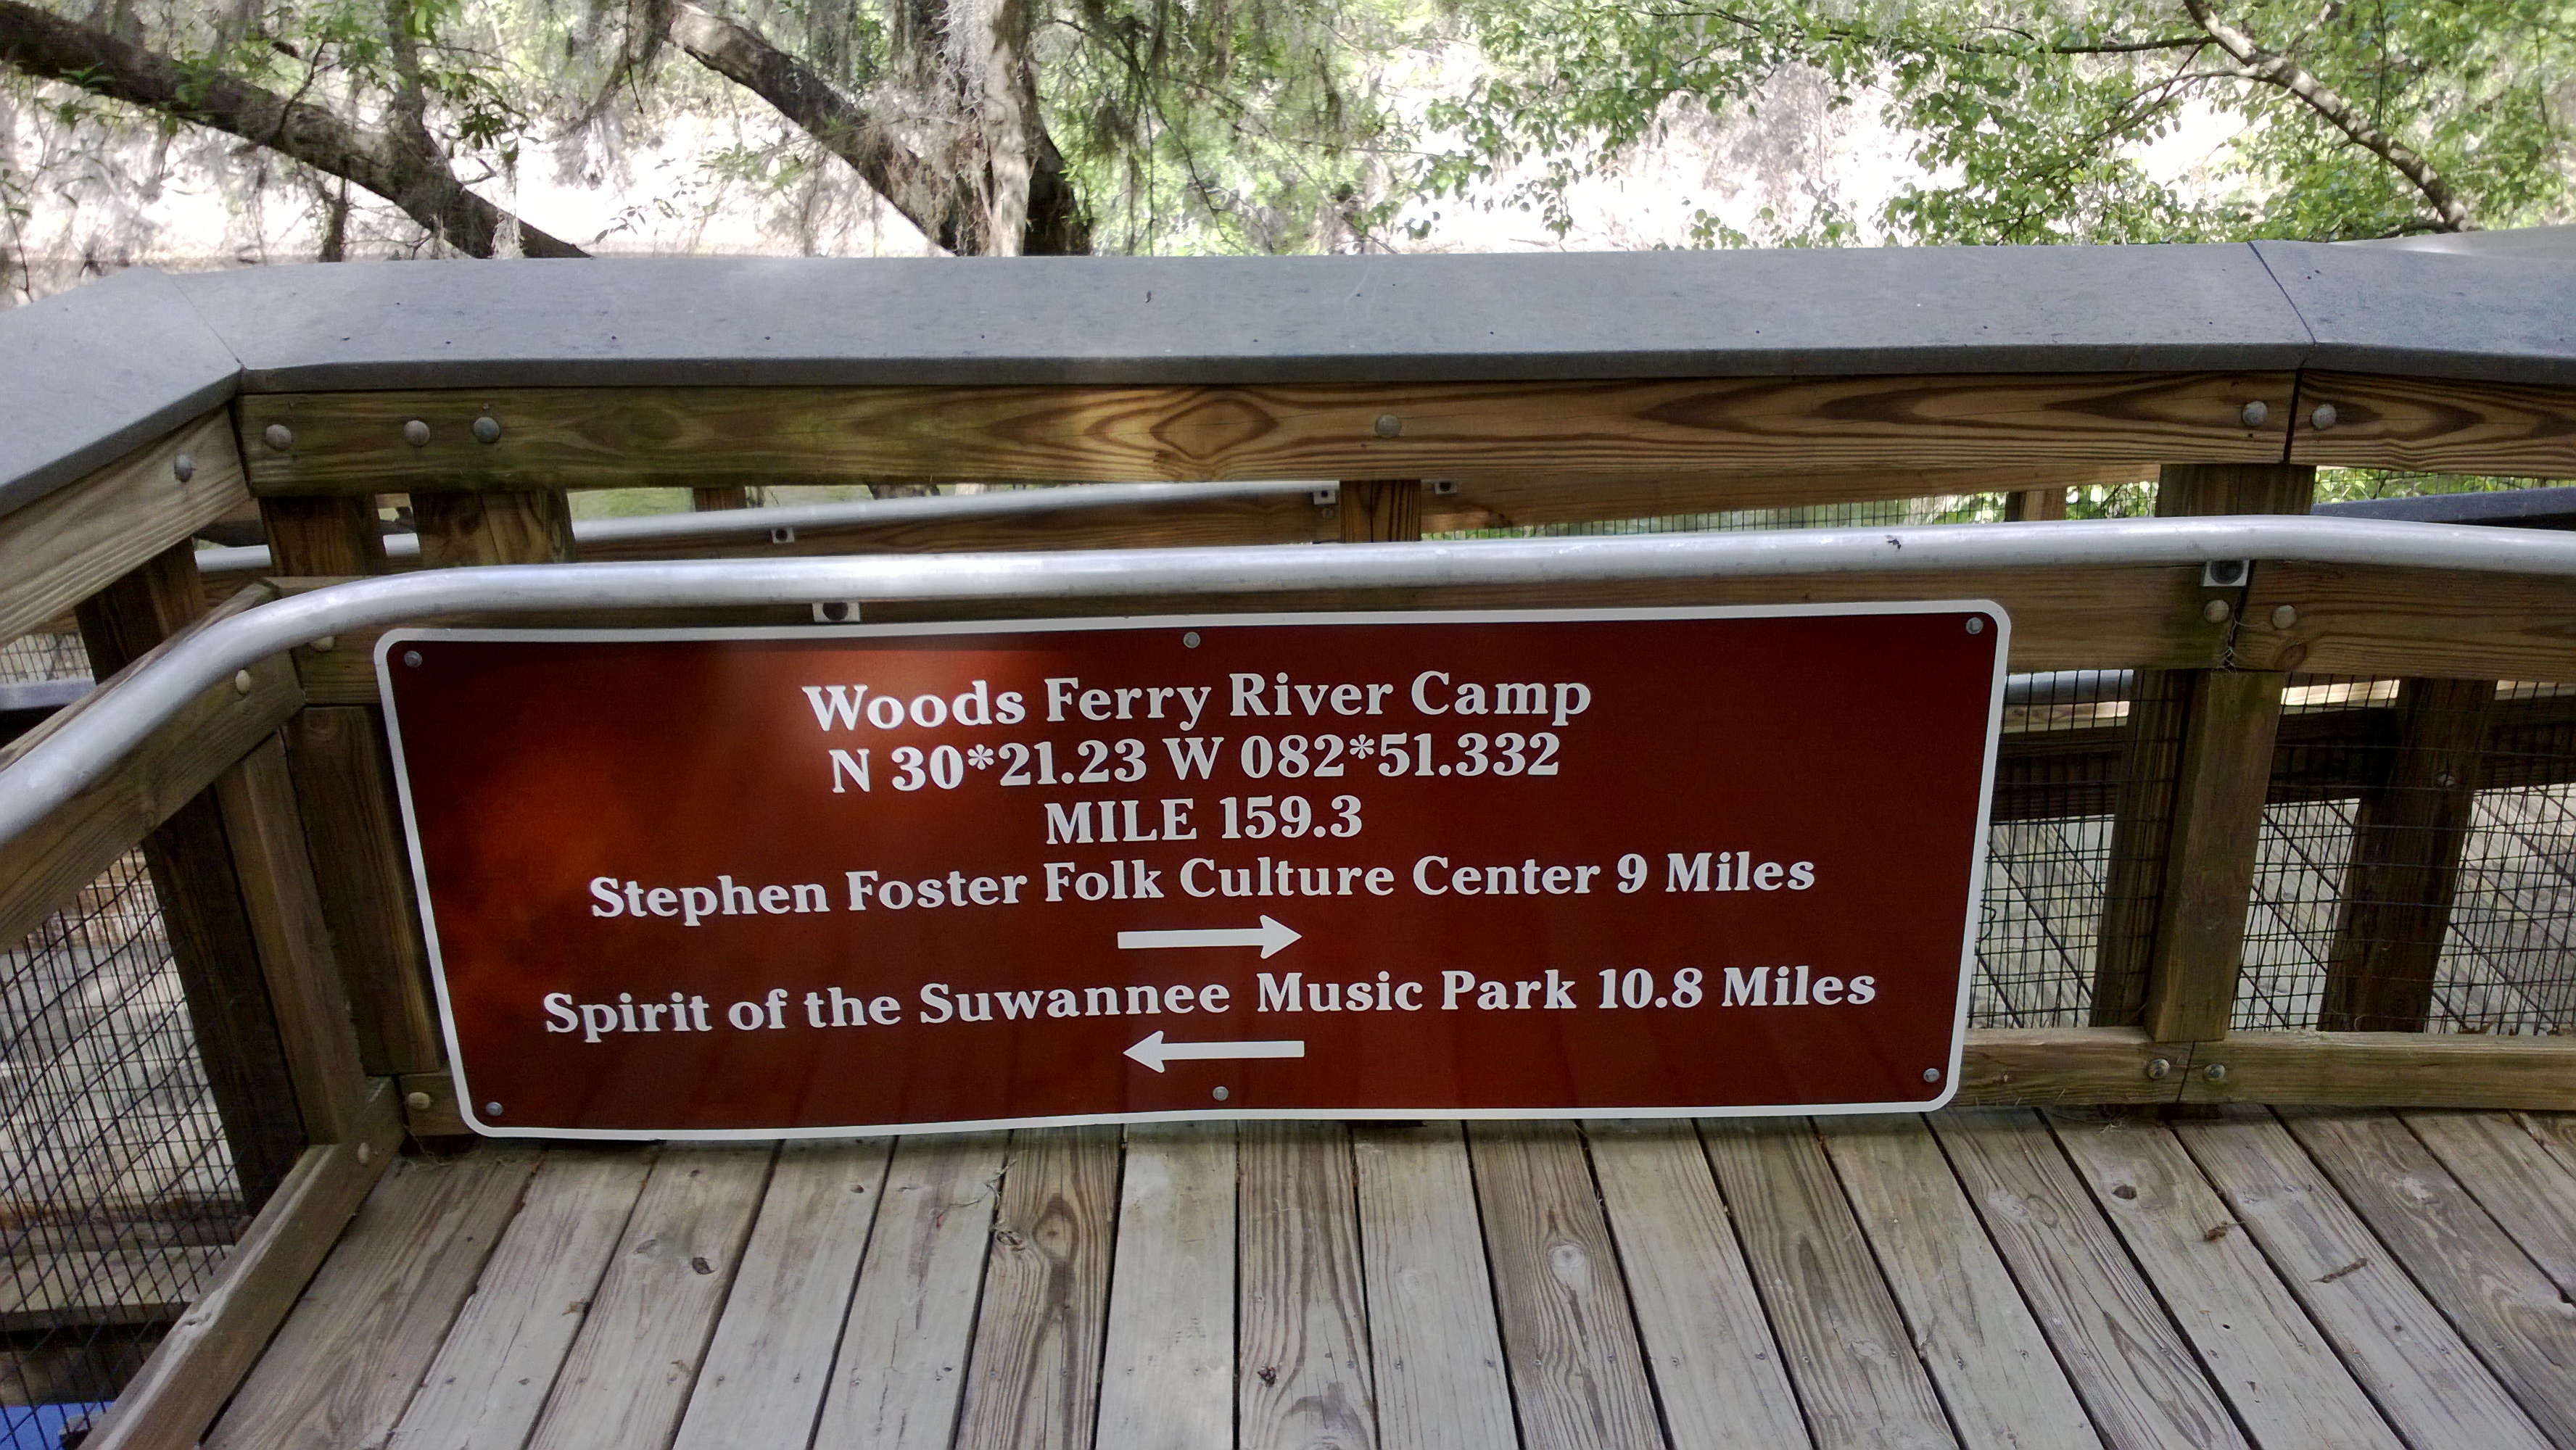 Woods Ferry River Camp
N 30*21.23 W 082*51.332
MILE 159.3
Stephen Foster Folk Culture Center 9 Miles
Spirit of the Suwannee Music Park 10.8 Miles